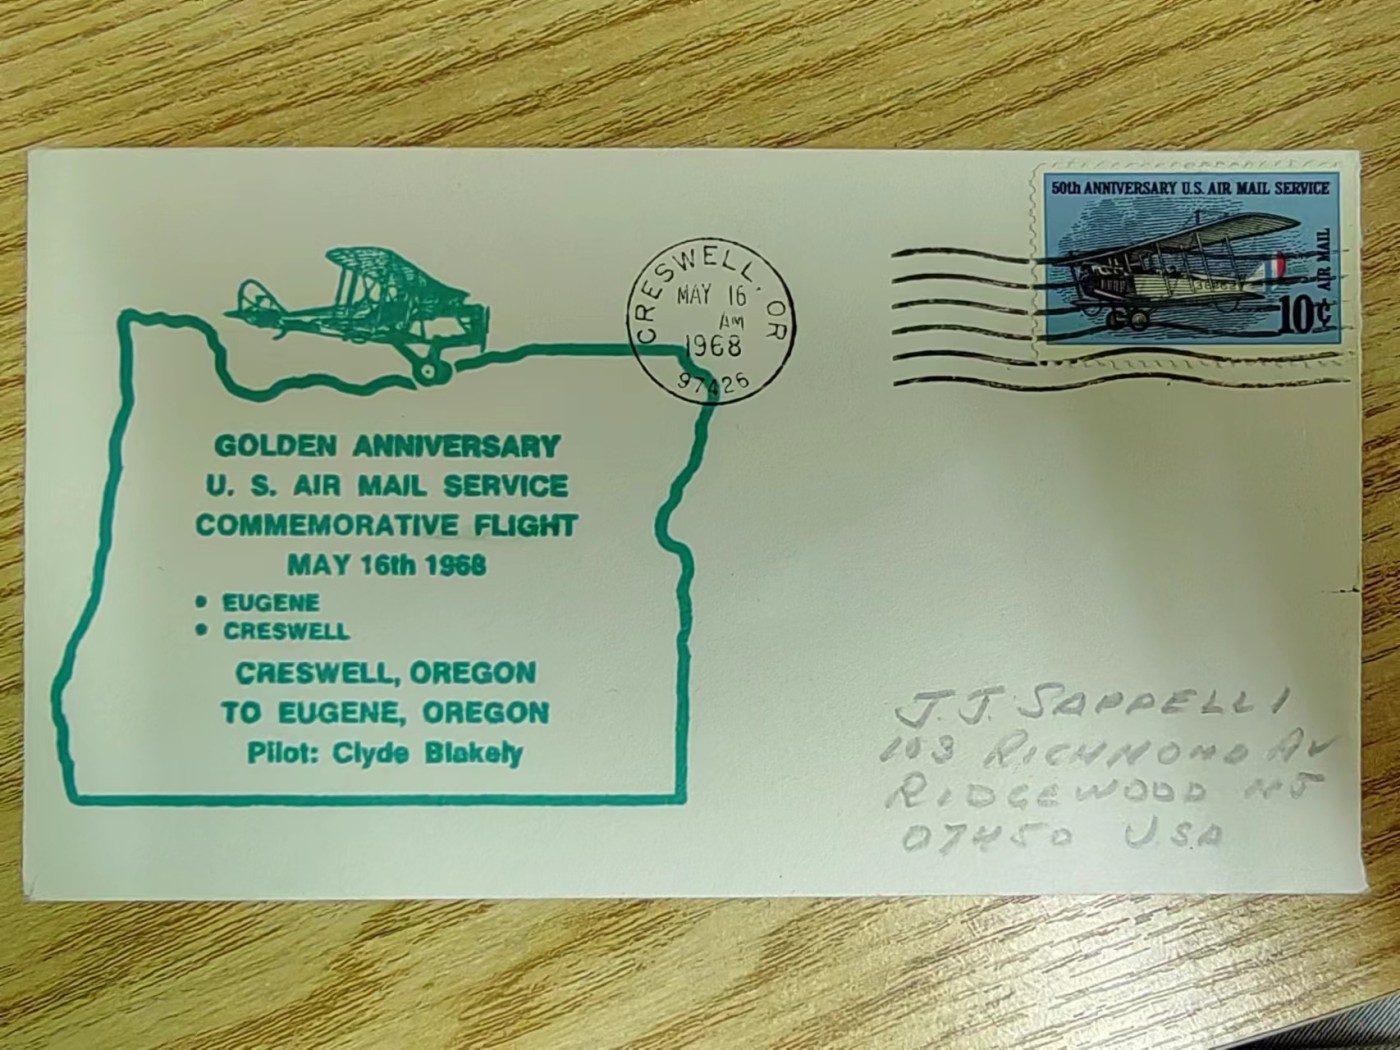 GOLDEN ANNIVERSARY
U. S. AIR MAIL SERVICE
COMMEMORATIVE FLIGHT
MAY 16th 1968
• EUGENE
• CRESWELL
CRESWELL, OREGON
TO EUGENE, OREGON
Pilot: Clyde Blakely
CRESWELL, OR
MAY 16
AM
1968
97426
50th ANNIVERSARY U.S. AIR MAIL SERVICE
AIR MAIL
10¢
J. J. SAPPELLI
103 RICHMOND AV
RIDGEWOOD NJ
07450 USA